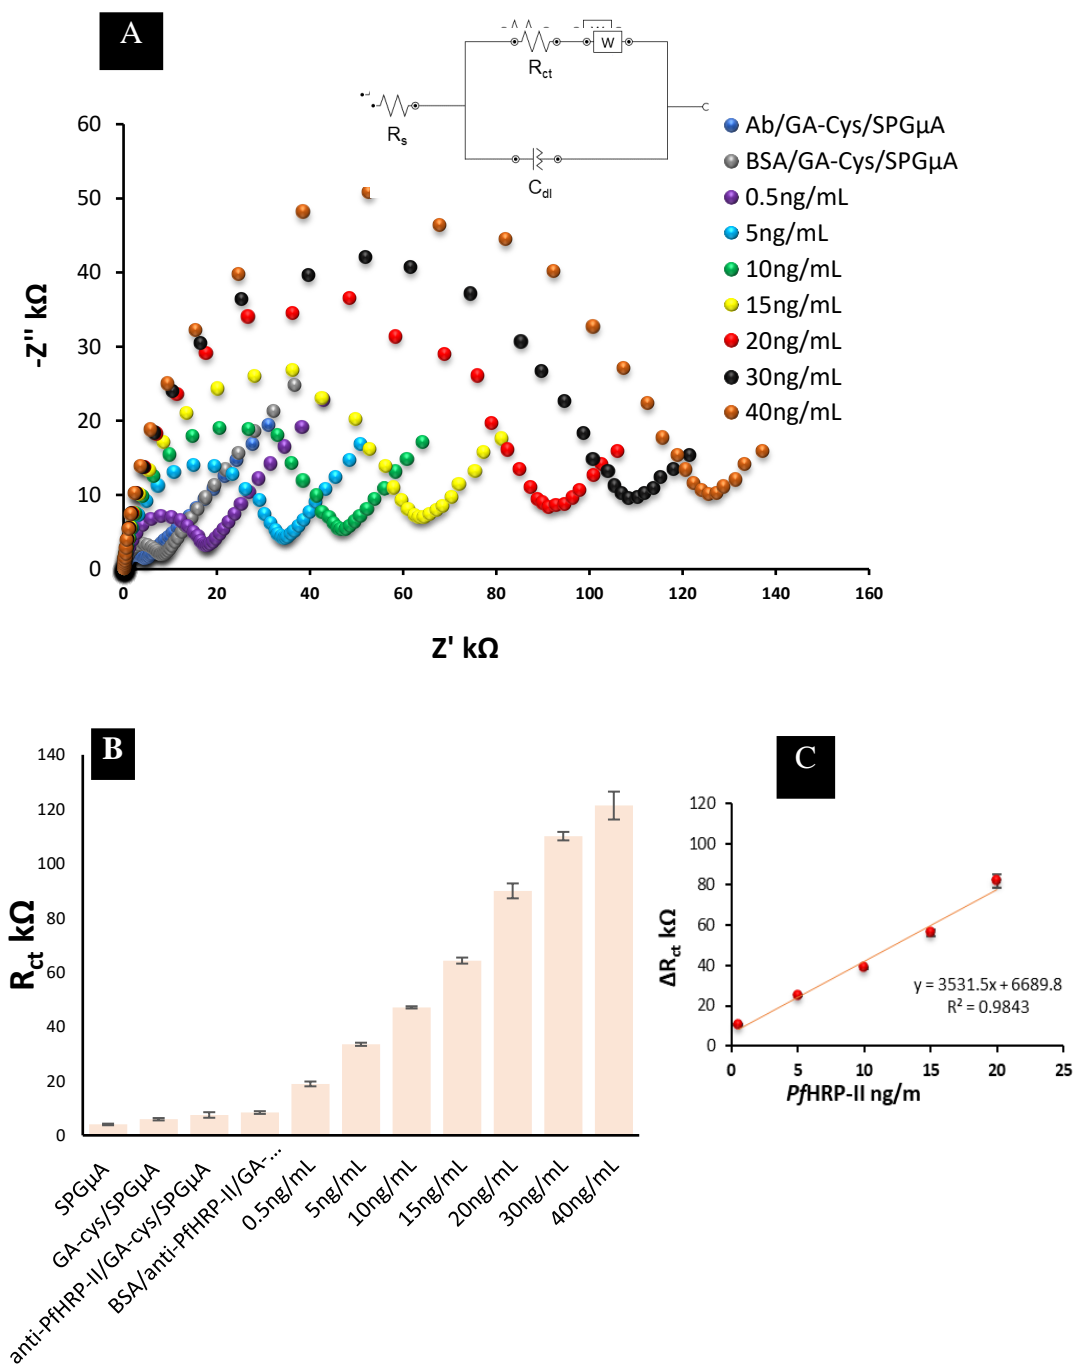 A
W
Rct
Rs
Cdl
60
50
40
30
20
10
0
0 20 40 60 80 100 120 140 160
-Z'' kΩ
Z' kΩ
Ab/GA-Cys/SPGµA
BSA/GA-Cys/SPGµA
0.5ng/mL
5ng/mL
10ng/mL
15ng/mL
20ng/mL
30ng/mL
40ng/mL
B
140
120
100
80
60
40
20
0
Rct kΩ
SPGµA
GA-cys/SPGµA
anti-PfHRP-II/GA-cys/SPGµA
BSA/anti-PfHRP-II/GA-...
0.5ng/mL
5ng/mL
10ng/mL
15ng/mL
20ng/mL
30ng/mL
40ng/mL
C
120
100
80
60
40
20
0
ΔRct kΩ
y = 3531.5x + 6689.8
R² = 0.9843
0 5 10 15 20 25
PfHRP-II ng/m